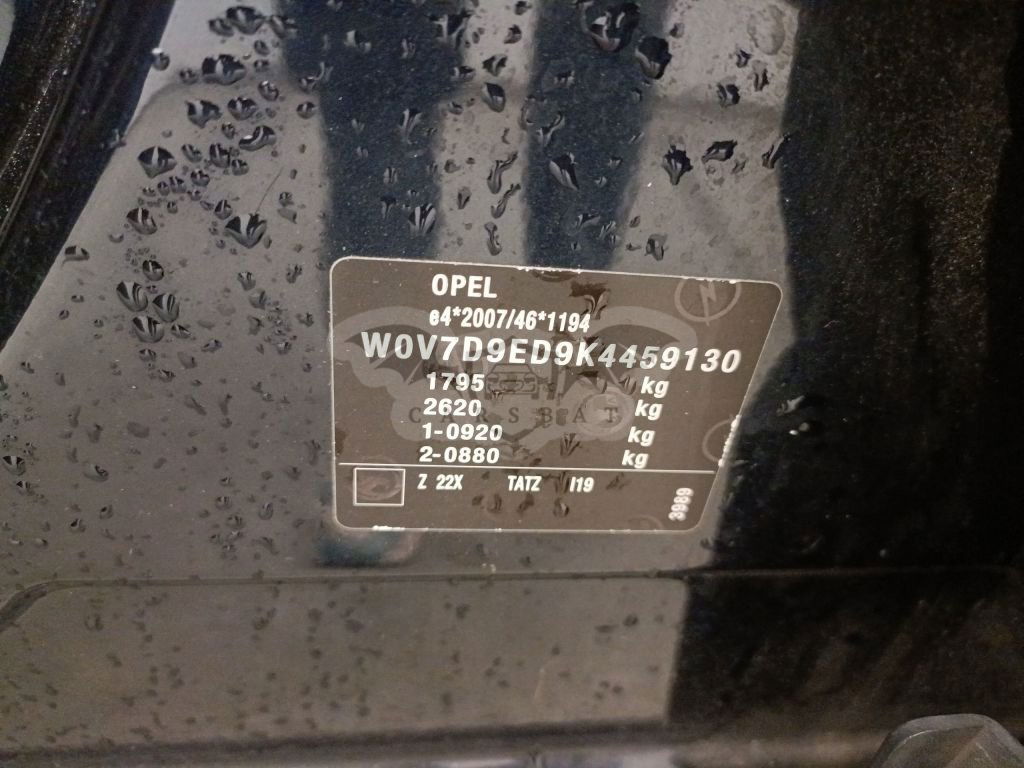 OPEL
e4*2007/46*1194
W0V7D9ED9K4459130
1795 kg
2620 kg
CARSBAT
1-0920 kg
2-0880 kg
Z 22X TATZ I19
3989